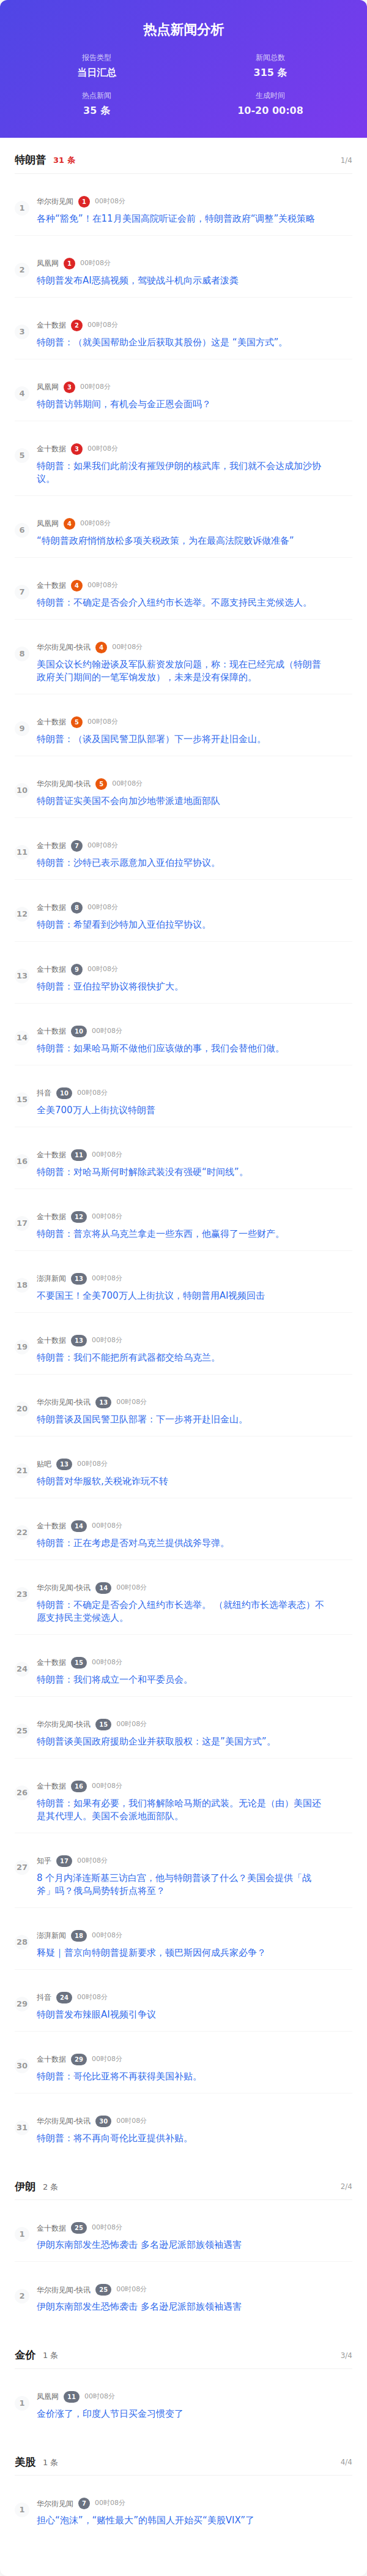 热点新闻分析
报告类型
当日汇总
新闻总数
315 条
热点新闻
35 条
生成时间
10-20 00:08
特朗普 31 条 1/4
1
华尔街见闻 1 00时08分
各种“豁免”！在11月美国高院听证会前，特朗普政府“调整”关税策略
2
凤凰网 1 00时08分
特朗普发布AI恶搞视频，驾驶战斗机向示威者泼粪
3
金十数据 2 00时08分
特朗普：（就美国帮助企业后获取其股份）这是 “美国方式”。
4
凤凰网 3 00时08分
特朗普访韩期间，有机会与金正恩会面吗？
5
金十数据 3 00时08分
特朗普：如果我们此前没有摧毁伊朗的核武库，我们就不会达成加沙协
议。
6
凤凰网 4 00时08分
“特朗普政府悄悄放松多项关税政策，为在最高法院败诉做准备”
7
金十数据 4 00时08分
特朗普：不确定是否会介入纽约市长选举。不愿支持民主党候选人。
8
华尔街见闻-快讯 4 00时08分
美国众议长约翰逊谈及军队薪资发放问题，称：现在已经完成（特朗普
政府关门期间的一笔军饷发放），未来是没有保障的。
9
金十数据 5 00时08分
特朗普：（谈及国民警卫队部署）下一步将开赴旧金山。
10
华尔街见闻-快讯 5 00时08分
特朗普证实美国不会向加沙地带派遣地面部队
11
金十数据 7 00时08分
特朗普：沙特已表示愿意加入亚伯拉罕协议。
12
金十数据 8 00时08分
特朗普：希望看到沙特加入亚伯拉罕协议。
13
金十数据 9 00时08分
特朗普：亚伯拉罕协议将很快扩大。
14
金十数据 10 00时08分
特朗普：如果哈马斯不做他们应该做的事，我们会替他们做。
15
抖音 10 00时08分
全美700万人上街抗议特朗普
16
金十数据 11 00时08分
特朗普：对哈马斯何时解除武装没有强硬“时间线”。
17
金十数据 12 00时08分
特朗普：普京将从乌克兰拿走一些东西，他赢得了一些财产。
18
澎湃新闻 13 00时08分
不要国王！全美700万人上街抗议，特朗普用AI视频回击
19
金十数据 13 00时08分
特朗普：我们不能把所有武器都交给乌克兰。
20
华尔街见闻-快讯 13 00时08分
特朗普谈及国民警卫队部署：下一步将开赴旧金山。
21
贴吧 13 00时08分
特朗普对华服软,关税讹诈玩不转
22
金十数据 14 00时08分
特朗普：正在考虑是否对乌克兰提供战斧导弹。
23
华尔街见闻-快讯 14 00时08分
特朗普：不确定是否会介入纽约市长选举。 （就纽约市长选举表态）不
愿支持民主党候选人。
24
金十数据 15 00时08分
特朗普：我们将成立一个和平委员会。
25
华尔街见闻-快讯 15 00时08分
特朗普谈美国政府援助企业并获取股权：这是“美国方式”。
26
金十数据 16 00时08分
特朗普：如果有必要，我们将解除哈马斯的武装。无论是（由）美国还
是其代理人。美国不会派地面部队。
27
知乎 17 00时08分
8 个月内泽连斯基三访白宫，他与特朗普谈了什么？美国会提供「战
斧」吗？俄乌局势转折点将至？
28
澎湃新闻 18 00时08分
释疑｜普京向特朗普提新要求，顿巴斯因何成兵家必争？
29
抖音 24 00时08分
特朗普发布辣眼AI视频引争议
30
金十数据 29 00时08分
特朗普：哥伦比亚将不再获得美国补贴。
31
华尔街见闻-快讯 30 00时08分
特朗普：将不再向哥伦比亚提供补贴。
伊朗 2 条 2/4
1
金十数据 25 00时08分
伊朗东南部发生恐怖袭击 多名逊尼派部族领袖遇害
2
华尔街见闻-快讯 25 00时08分
伊朗东南部发生恐怖袭击 多名逊尼派部族领袖遇害
金价 1 条 3/4
1
凤凰网 11 00时08分
金价涨了，印度人节日买金习惯变了
美股 1 条 4/4
1
华尔街见闻 7 00时08分
担心“泡沫”，“赌性最大”的韩国人开始买“美股VIX”了